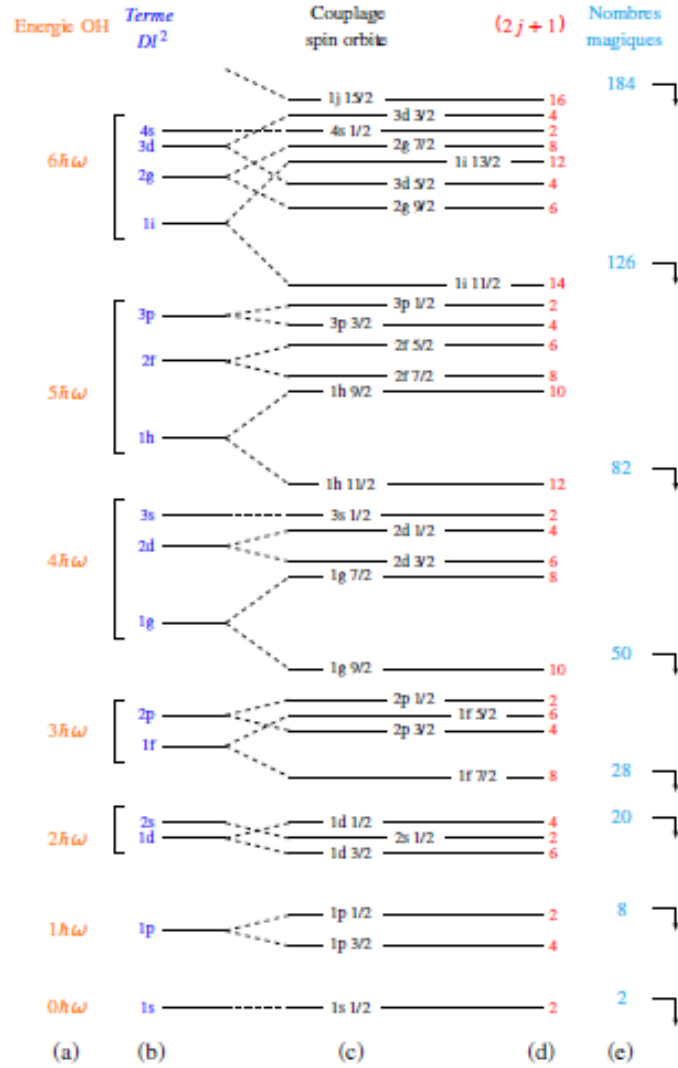 Energie OH
Terme
Dl²
Couplage
spin orbite
(2 j + 1)
Nombres
magiques
184
1j 15/2 16
3d 3/2 4
4s 4s 1/2 2
3d
2g 7/2 8
6ħω
1i 13/2 12
2g
3d 5/2 4
2g 9/2 6
1i
126
1i 11/2 14
3p 1/2 2
3p
3p 3/2 4
2f 5/2 6
2f
2f 7/2 8
5ħω
1h 9/2 10
1h
82
1h 11/2 12
3s 3s 1/2 2
2d 1/2 4
2d
4ħω
2d 3/2 6
1g 7/2 8
1g
50
1g 9/2 10
2p 1/2 2
2p 1f 5/2 6
3ħω
2p 3/2 4
1f
28
1f 7/2 8
20
2s 1d 1/2 4
2ħω
1d 2s 1/2 2
1d 3/2 6
8
1p 1/2 2
1ħω 1p
1p 3/2 4
2
0ħω 1s 1s 1/2 2
(a) (b) (c) (d) (e)